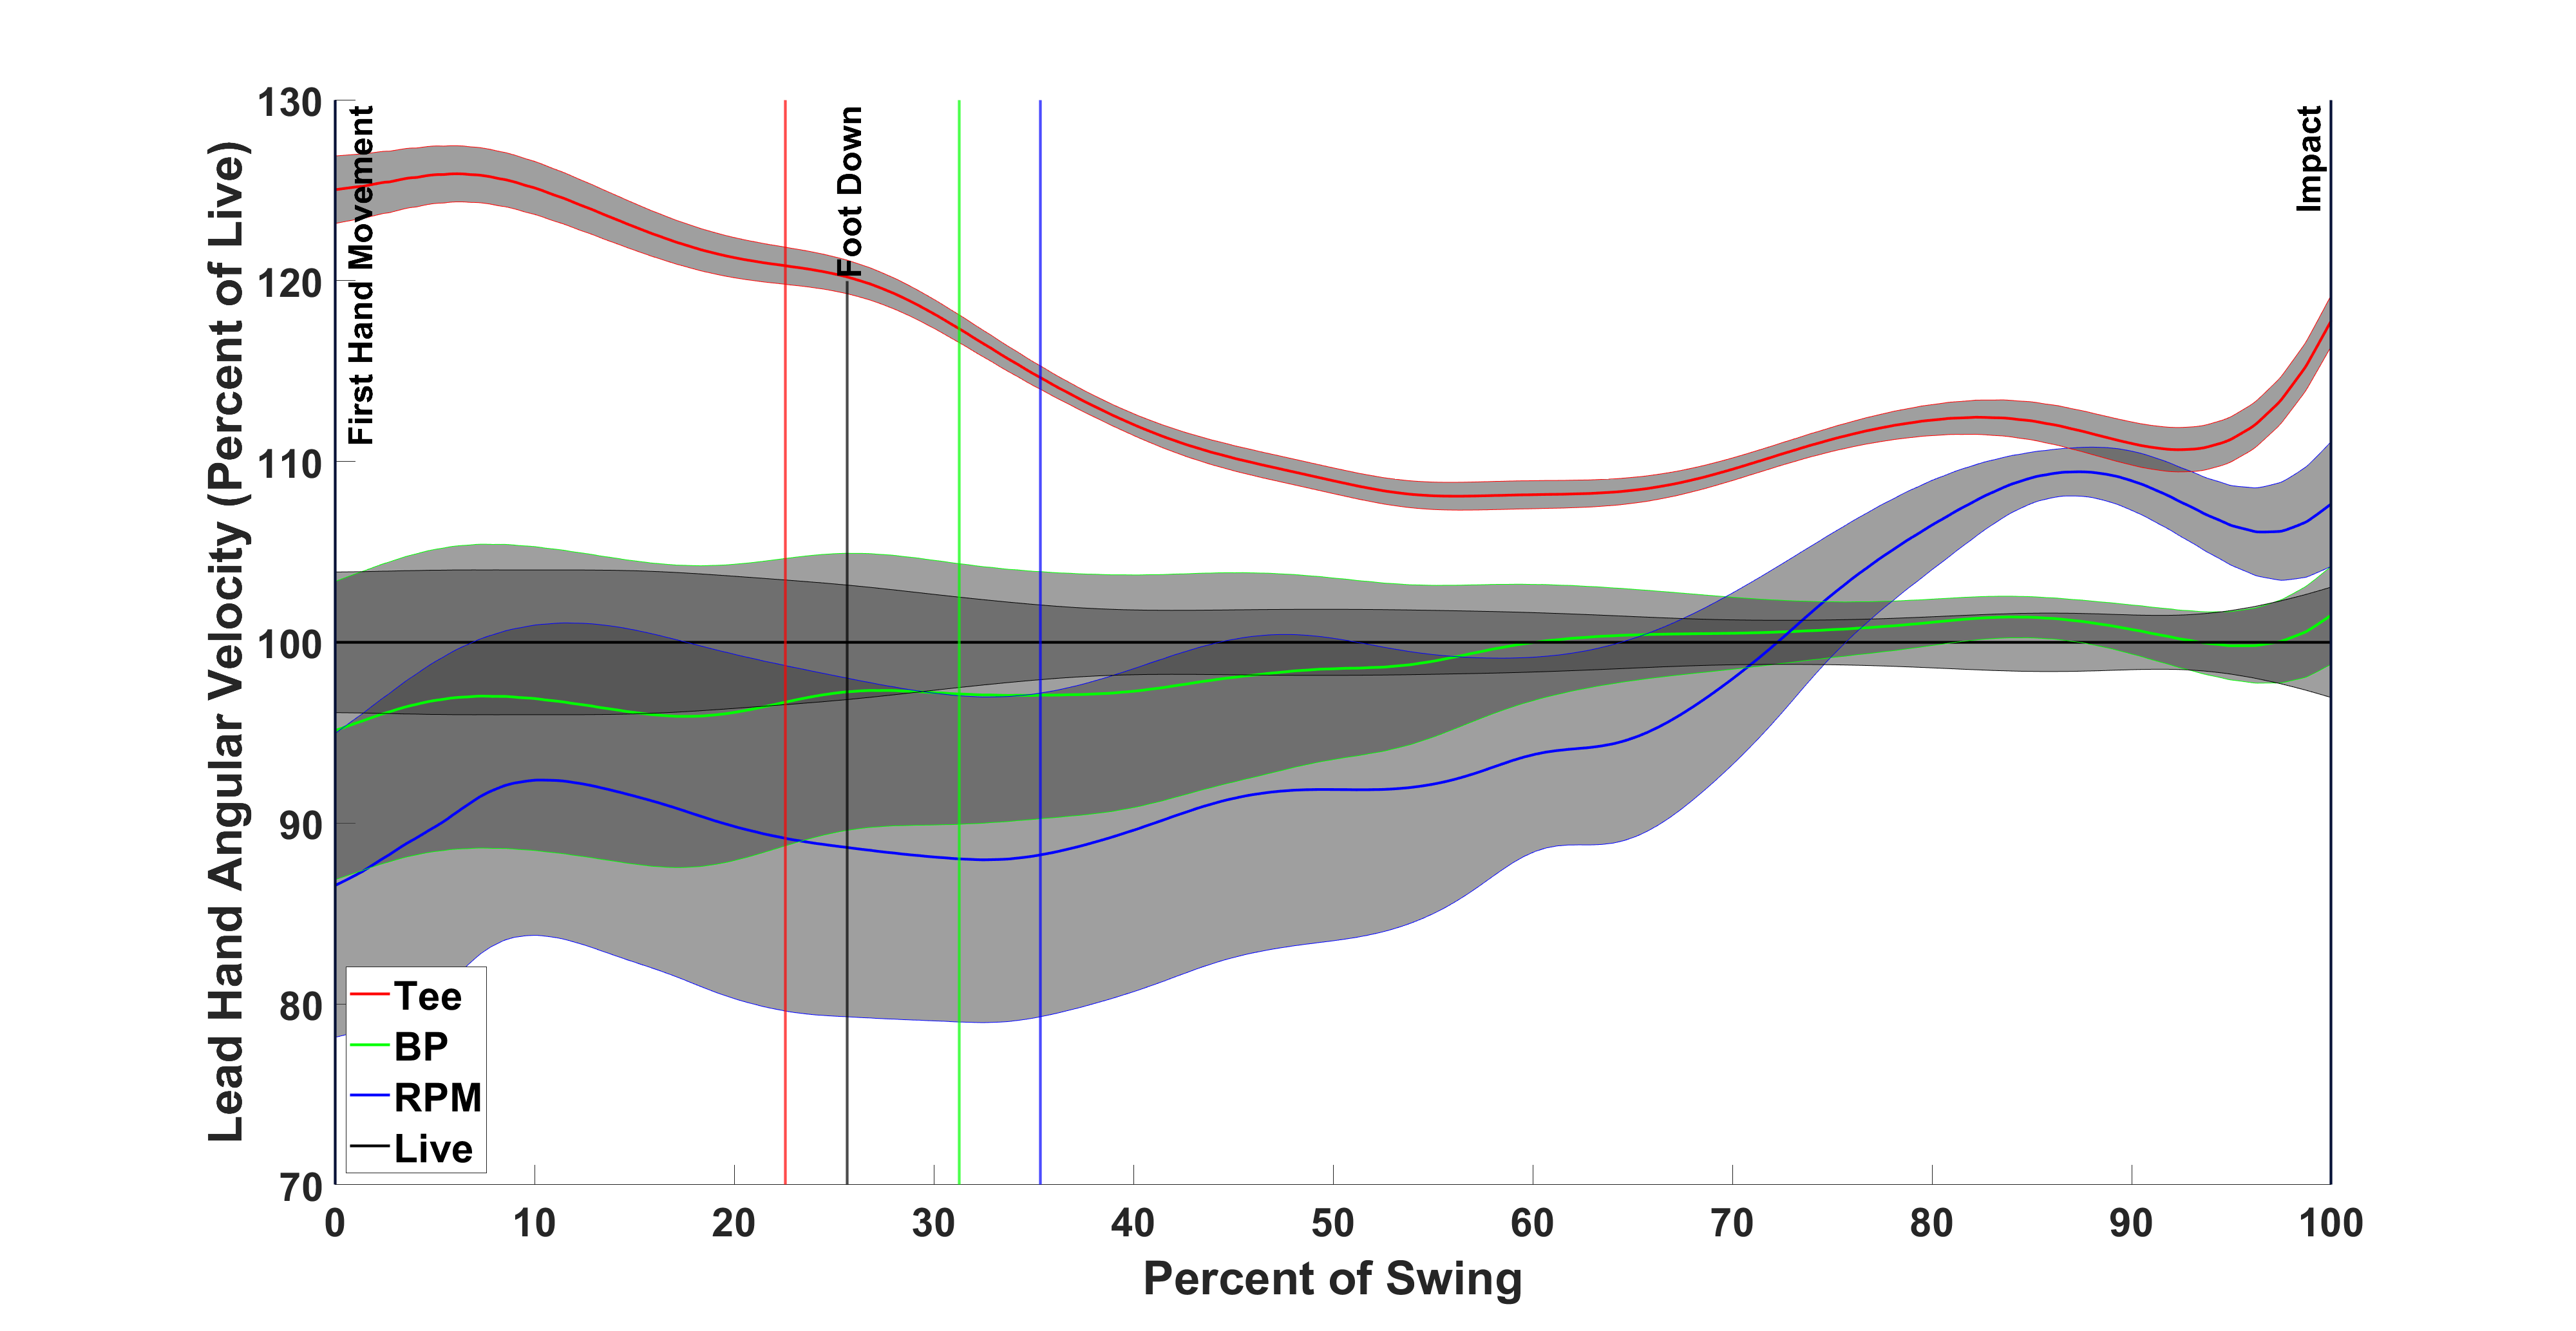 Lead Hand Angular Velocity (Percent of Live)
130
120
110
100
90
80
70
First Hand Movement
Foot Down
Impact
Tee
BP
RPM
Live
0 10 20 30 40 50 60 70 80 90 100
Percent of Swing